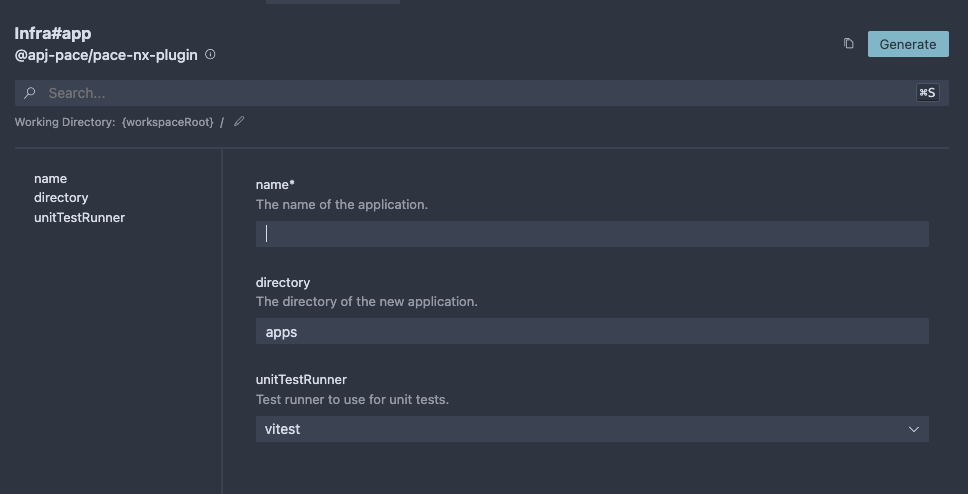 Infra#app
@apj-pace/pace-nx-plugin
Generate
Search...
⌘S
Working Directory: {workspaceRoot} /
name
directory
unitTestRunner
name*
The name of the application.
directory
The directory of the new application.
apps
unitTestRunner
Test runner to use for unit tests.
vitest